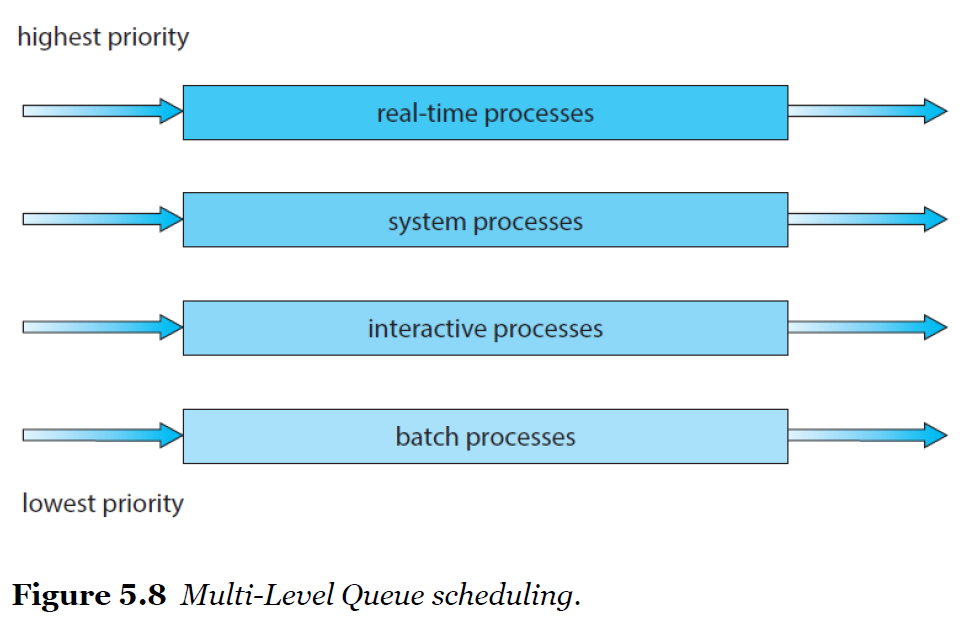 highest priority
real-time processes
system processes
interactive processes
batch processes
lowest priority
Figure 5.8 Multi-Level Queue scheduling.